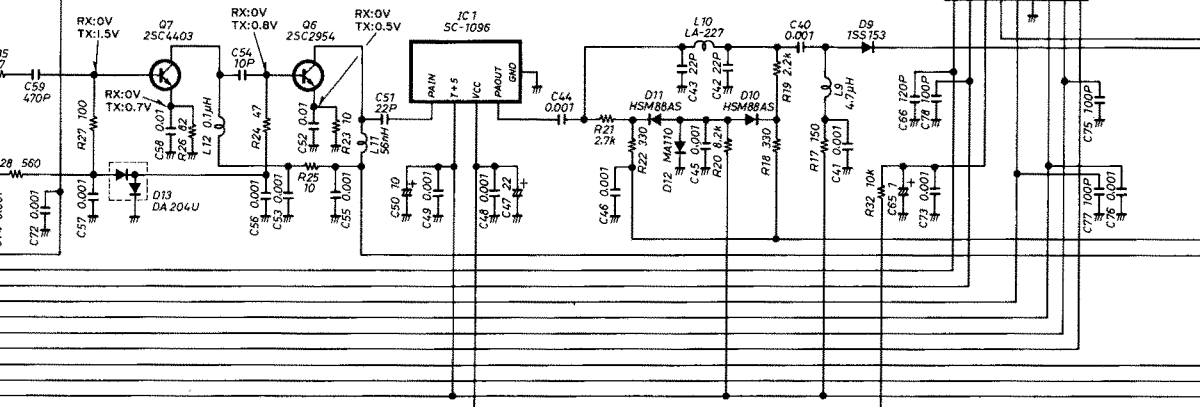 RX:0V
TX:1.5V
Q7
2SC4403
RX:0V
TX:0.8V
Q6
2SC2954
RX:0V
TX:0.5V
IC1
SC-1096
PAIN
T+5
VCC
PAOUT
GND
L10
LA-227
C40
0.001
D9
1SS153
C59
470P
RX:0V
TX:0.7V
C54
10P
C51
22P
C44
0.001
C43 22P
C42 22P
R19 2.2k
L9
4.7μH
D11
HSM88AS
D10
HSM88AS
R27 100
C58 0.01
R26 82
L12 0.1μH
R24 47
C52 0.01
R23 10
L11
56nH
R21
2.7k
R22 330
D12 MA110
C45 0.001
R20 8.2k
R18 330
R17 150
C41 0.001
C66 120P
C78 100P
C75 100P
28 560
D13
DA204U
R25
10
C72 0.001
C57 0.001
C56 0.001
C53 0.001
C55 0.001
C50 10
C49 0.001
C48 0.001
C47 22
C46 0.001
R32 10k
C65 1
C73 0.001
C77 100P
C76 0.001